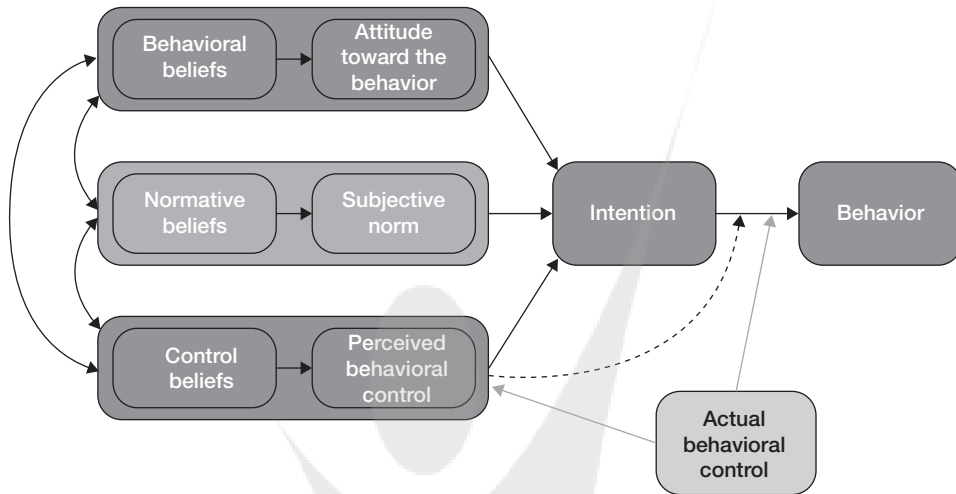 Behavioral
beliefs
Attitude
toward the
behavior
Normative
beliefs
Subjective
norm
Intention
Behavior
Control
beliefs
Perceived
behavioral
control
Actual
behavioral
control